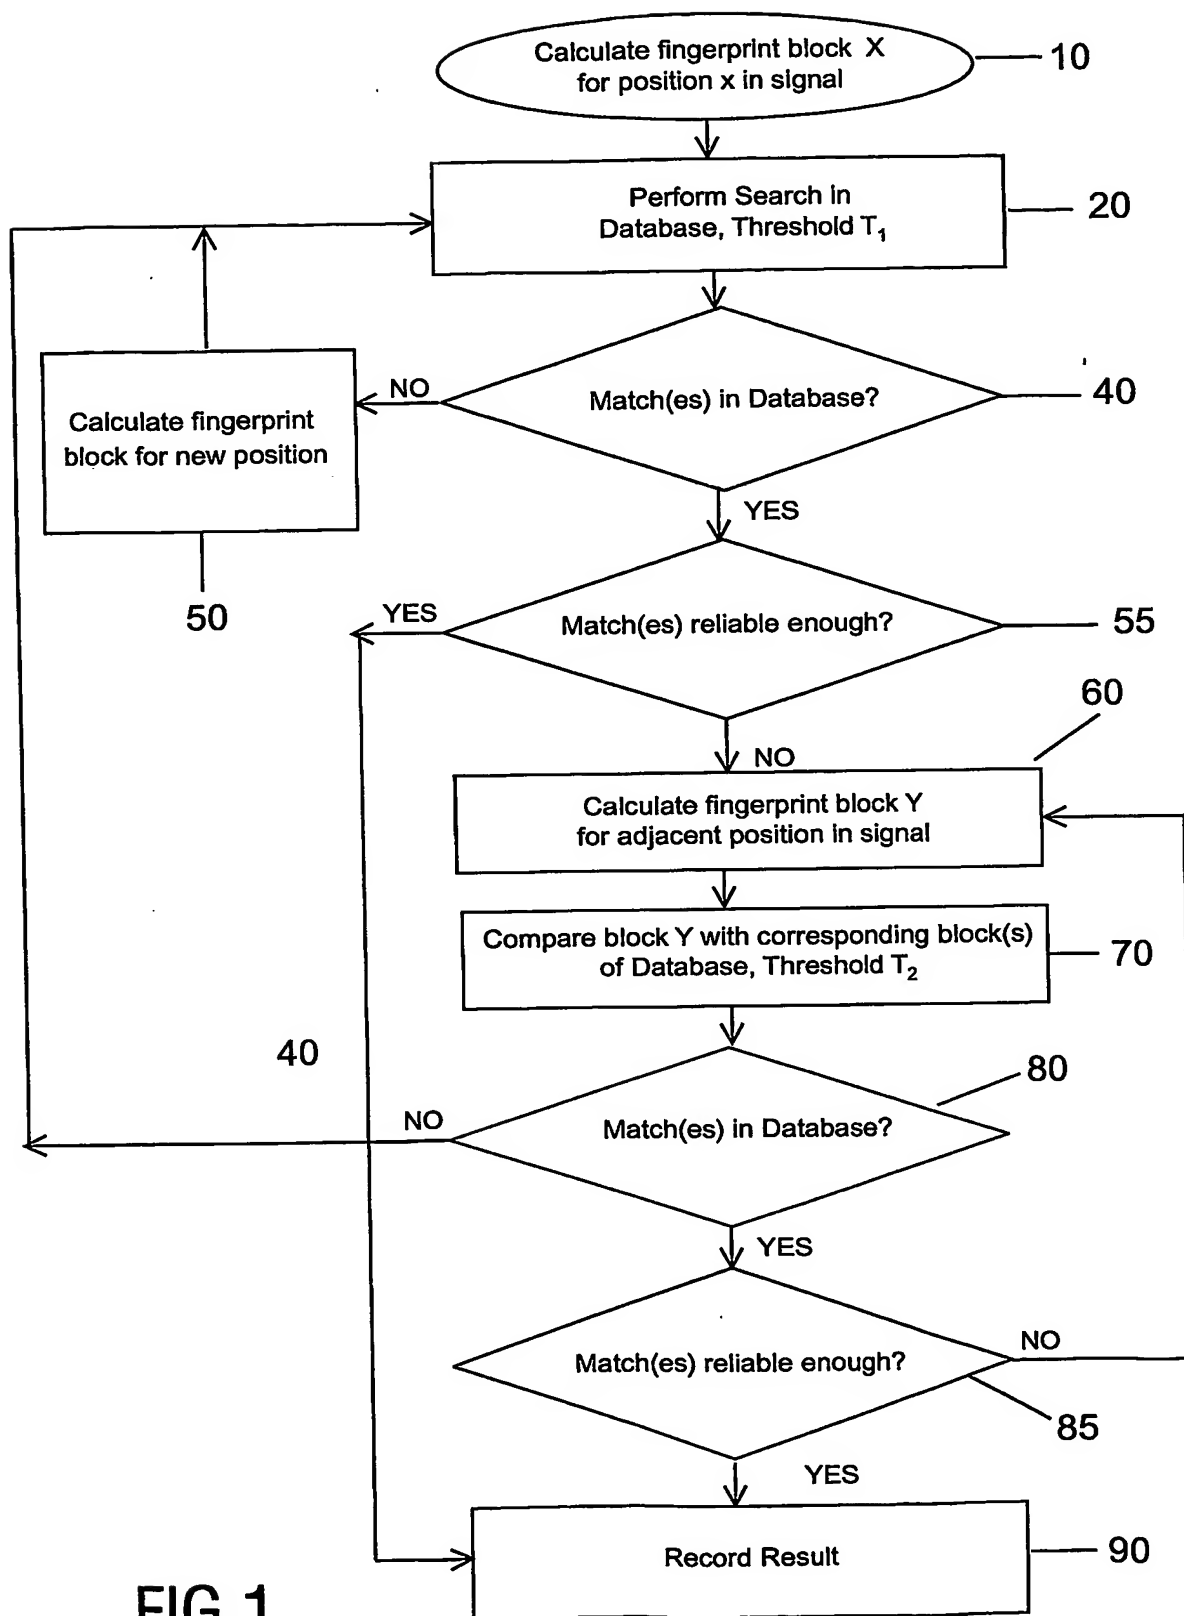 Calculate fingerprint block X
for position x in signal
10
Perform Search in
Database, Threshold T₁
20
NO
Match(es) in Database?
40
Calculate fingerprint
block for new position
YES
50
YES
Match(es) reliable enough?
55
60
NO
Calculate fingerprint block Y
for adjacent position in signal
Compare block Y with corresponding block(s)
of Database, Threshold T₂
70
40
80
NO
Match(es) in Database?
YES
NO
Match(es) reliable enough?
85
YES
Record Result
90
FIG.1